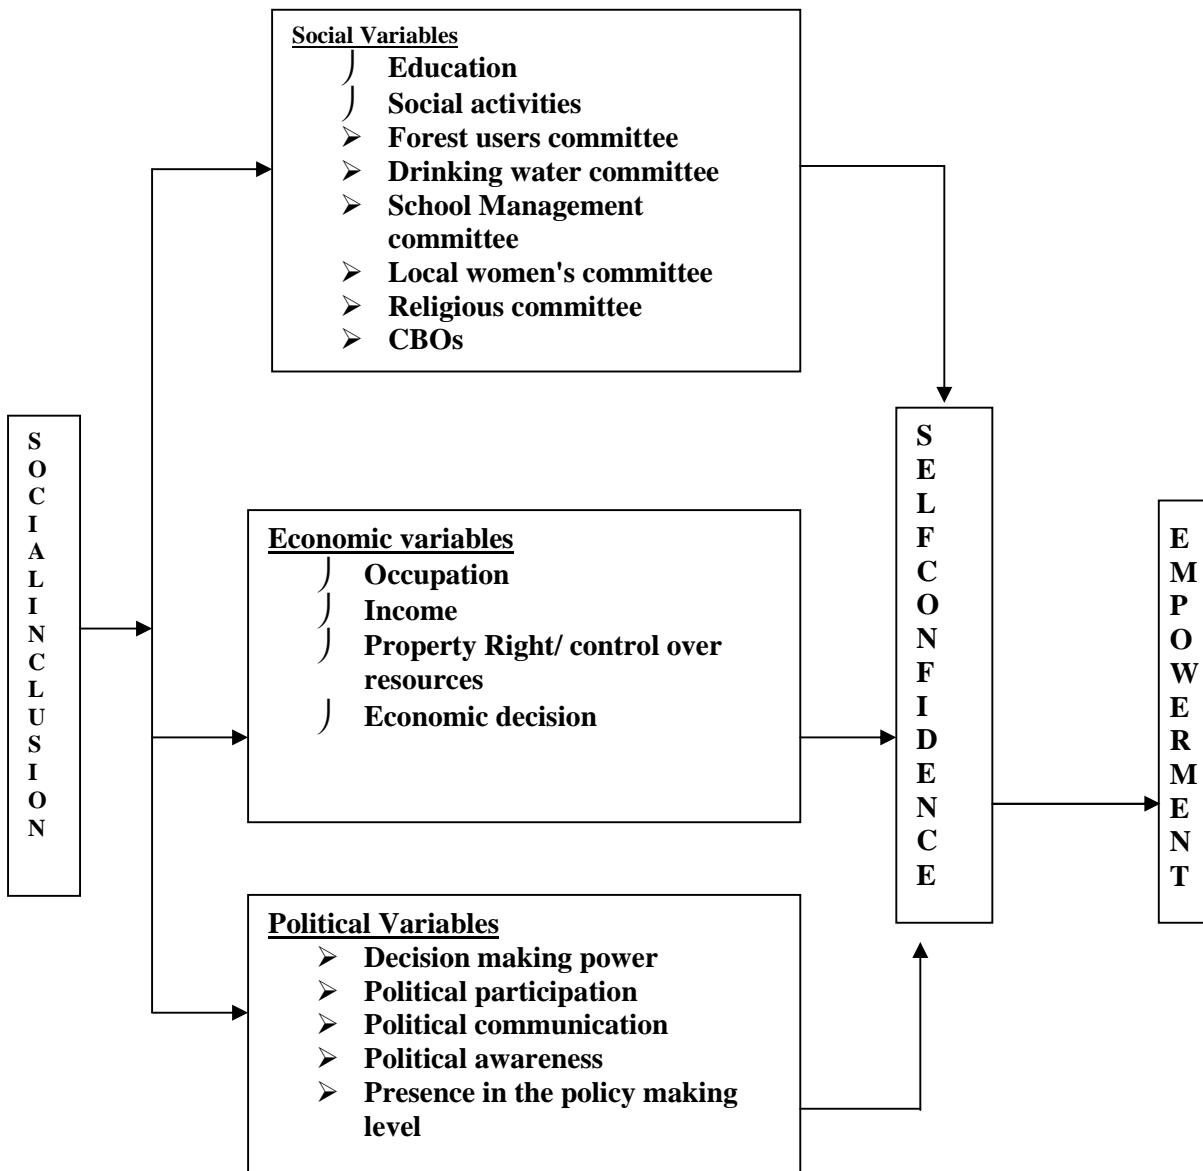 Social Variables
Education
Social activities
➢ Forest users committee
➢ Drinking water committee
➢ School Management
committee
➢ Local women's committee
➢ Religious committee
➢ CBOs
S
O
C
I
A
L
I
N
C
L
U
S
I
O
N
Economic variables
Occupation
Income
Property Right/ control over
resources
Economic decision
Political Variables
➢ Decision making power
➢ Political participation
➢ Political communication
➢ Political awareness
➢ Presence in the policy making
level
S
E
L
F
C
O
N
F
I
D
E
N
C
E
E
M
P
O
W
E
R
M
E
N
T